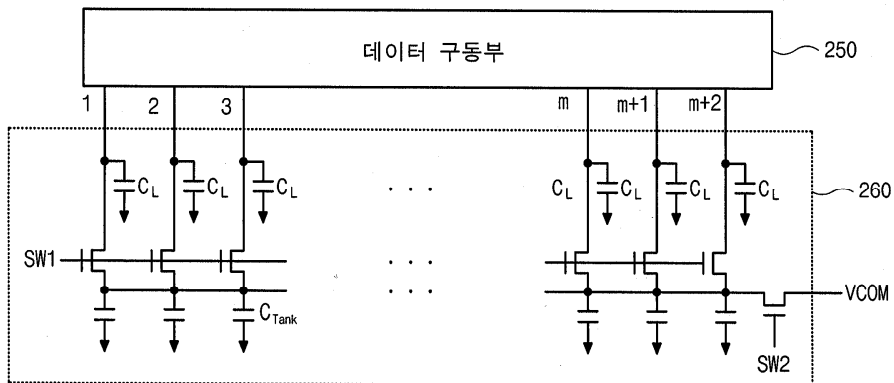 데이터 구동부
250
1 2 3 m m+1 m+2
C_L C_L C_L · · · C_L C_L C_L C_L
260
SW1 · · ·
· · · VCOM
C_Tank
SW2